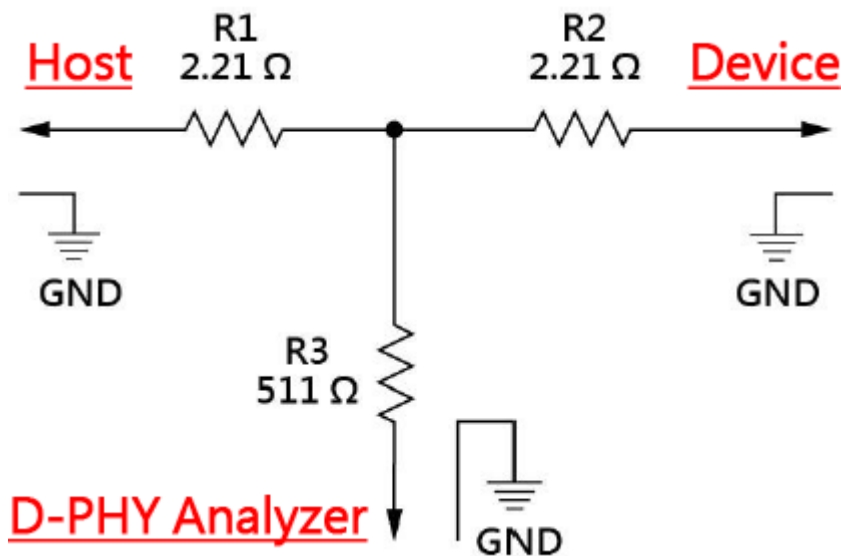 Host
R1
2.21 Ω
R2
2.21 Ω
Device
GND
GND
R3
511 Ω
D-PHY Analyzer
GND